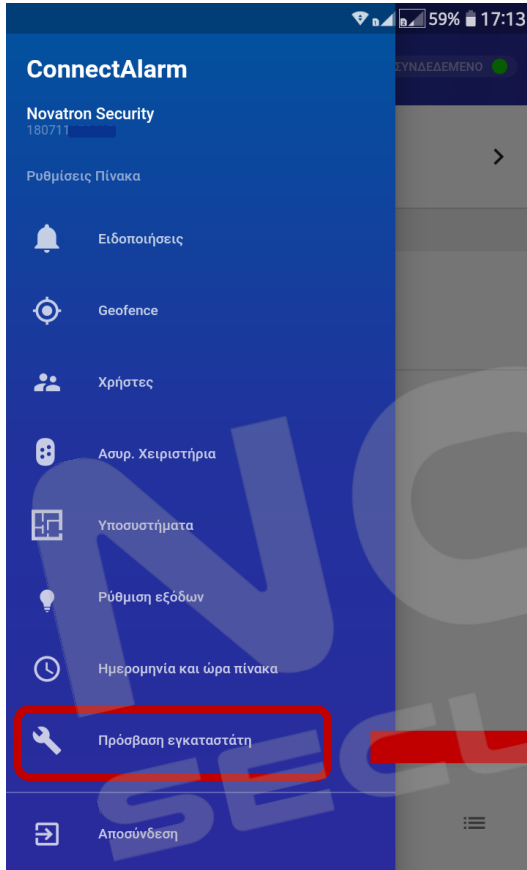 59% 17:13
ConnectAlarm
ΣΥΝΔΕΔΕΜΈΝΟ
Novatron Security
180711
Ρυθμίσεις Πίνακα
Ειδοποιήσεις
Geofence
Χρήστες
Ασυρ. Χειριστήρια
Υποσυστήματα
Ρύθμιση εξόδων
Ημερομηνία και ώρα πίνακα
Πρόσβαση εγκαταστάτη
Αποσύνδεση